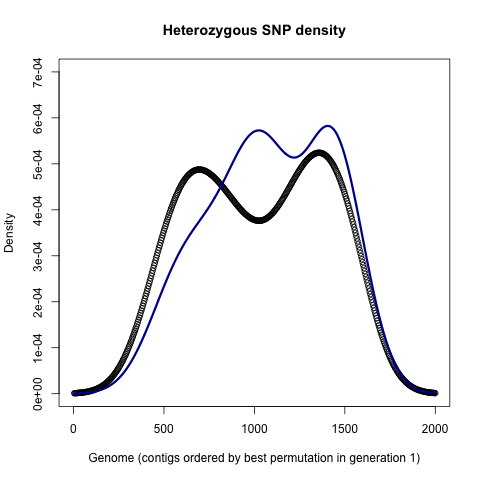 Heterozygous SNP density
Density
7e-04
6e-04
5e-04
4e-04
3e-04
2e-04
1e-04
0e+00
0 500 1000 1500 2000
Genome (contigs ordered by best permutation in generation 1)